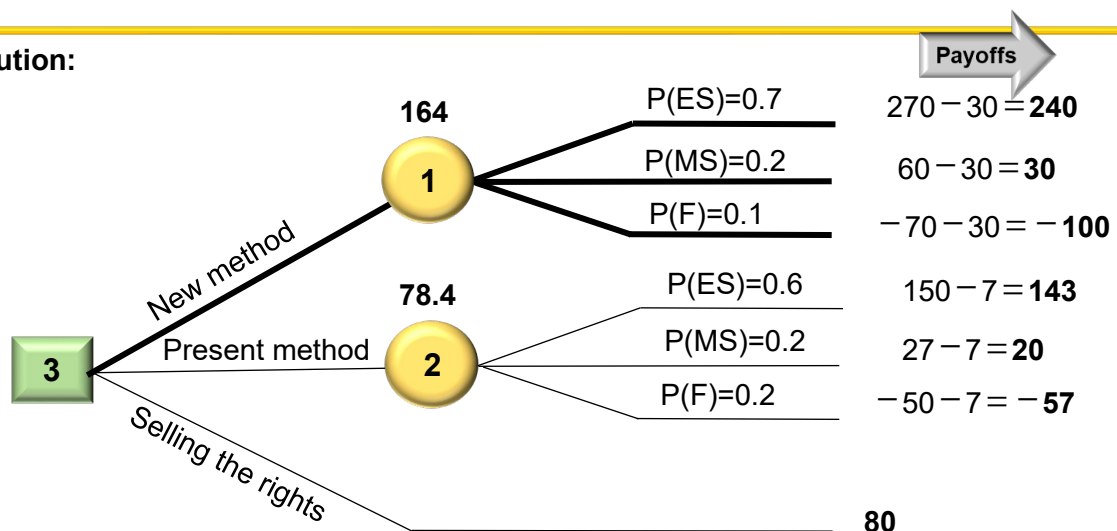 Payoffs
ution:
P(ES)=0.7
270 − 30 = 240
164
1
P(MS)=0.2
60 − 30 = 30
P(F)=0.1
−70 − 30 = −100
New method
78.4
P(ES)=0.6
150 − 7 = 143
3
Present method
2
P(MS)=0.2
27 − 7 = 20
P(F)=0.2
−50 − 7 = −57
Selling the rights
80